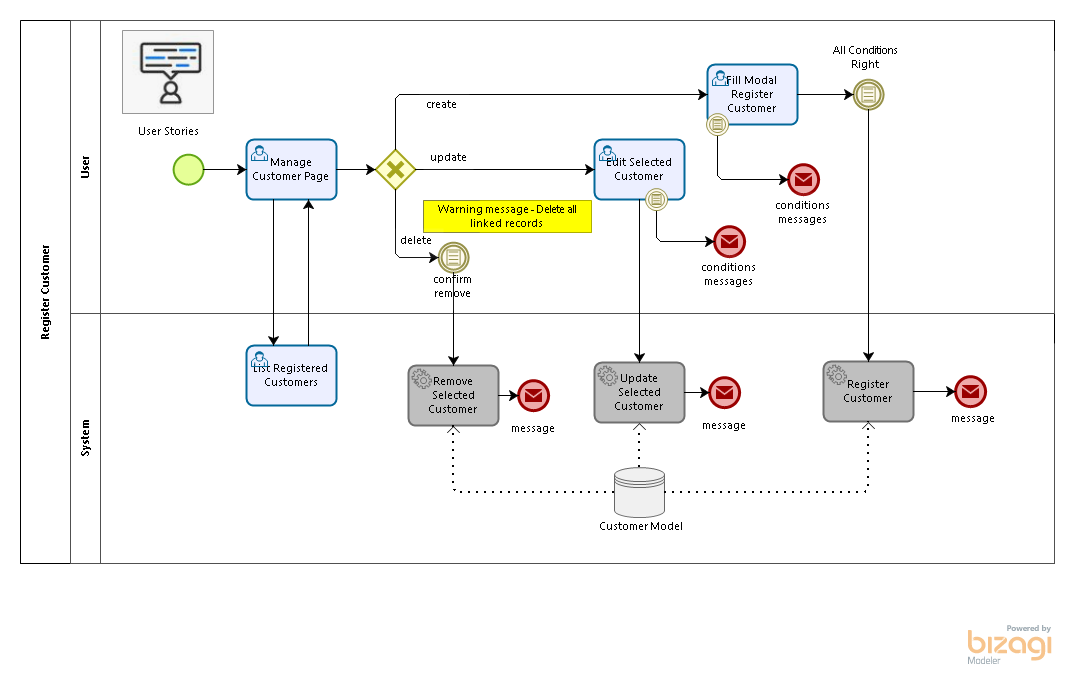 Register Customer
User
System
User Stories
Manage
Customer Page
create
update
delete
Warning message - Delete all
linked records
confirm
remove
Edit Selected
Customer
conditions
messages
Fill Modal
Register
Customer
conditions
messages
All Conditions
Right
List Registered
Customers
Remove
Selected
Customer
message
Update
Selected
Customer
message
Register
Customer
message
Customer Model
Powered by
bizagi
Modeler